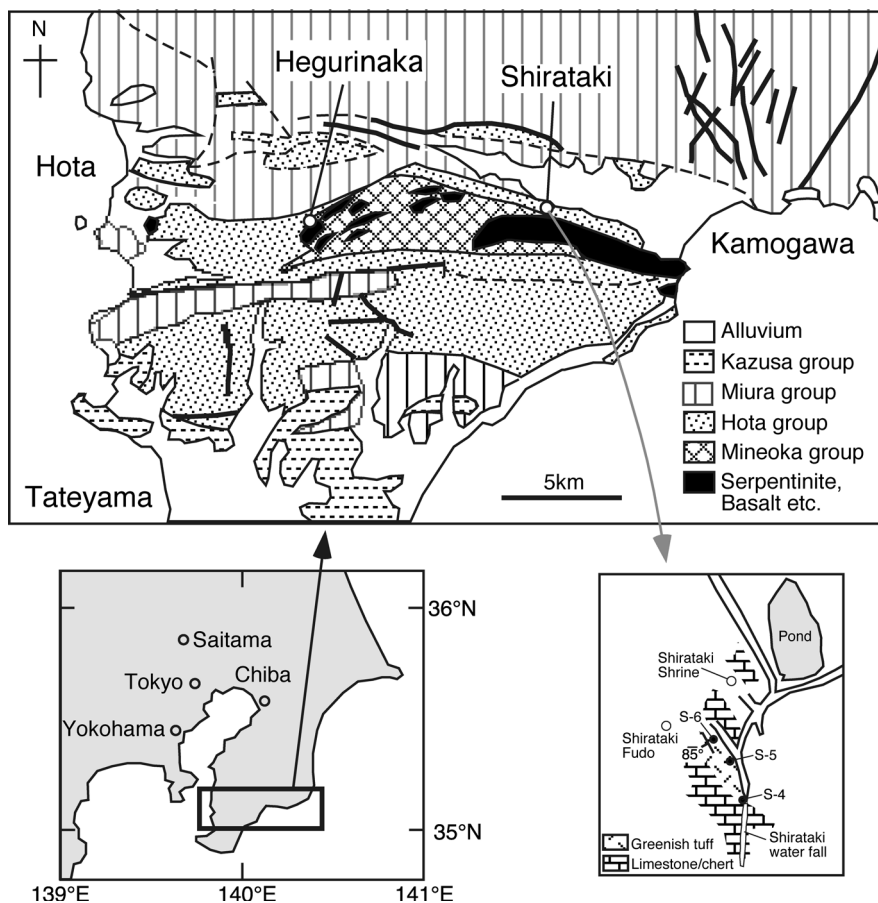 N
Hegurinaka
Shirataki
Hota
Kamogawa
Alluvium
Kazusa group
Miura group
Hota group
Mineoka group
Serpentinite,
Basalt etc.
5km
Tateyama
36°N
Saitama
Tokyo
Chiba
Yokohama
35°N
139°E
140°E
141°E
Pond
Shirataki
Shrine
S-6
Shirataki
Fudo
85°
S-5
S-4
Greenish tuff
Limestone/chert
Shirataki
water fall